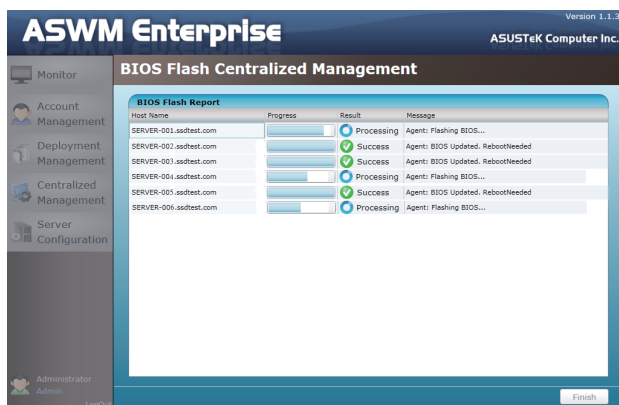 Version 1.1.3
ASWM Enterprise
ASUSTeK Computer Inc.
Monitor
Account
Management
Deployment
Management
Centralized
Management
Server
Configuration
Administrator
Admin
LogOut
BIOS Flash Centralized Management
BIOS Flash Report
Host Name Progress Result Message
SERVER-001.ssdtest.com Processing Agent: Flashing BIOS...
SERVER-002.ssdtest.com Success Agent: BIOS Updated. RebootNeeded
SERVER-003.ssdtest.com Success Agent: BIOS Updated. RebootNeeded
SERVER-004.ssdtest.com Processing Agent: Flashing BIOS...
SERVER-005.ssdtest.com Success Agent: BIOS Updated. RebootNeeded
SERVER-006.ssdtest.com Processing Agent: Flashing BIOS...
Finish